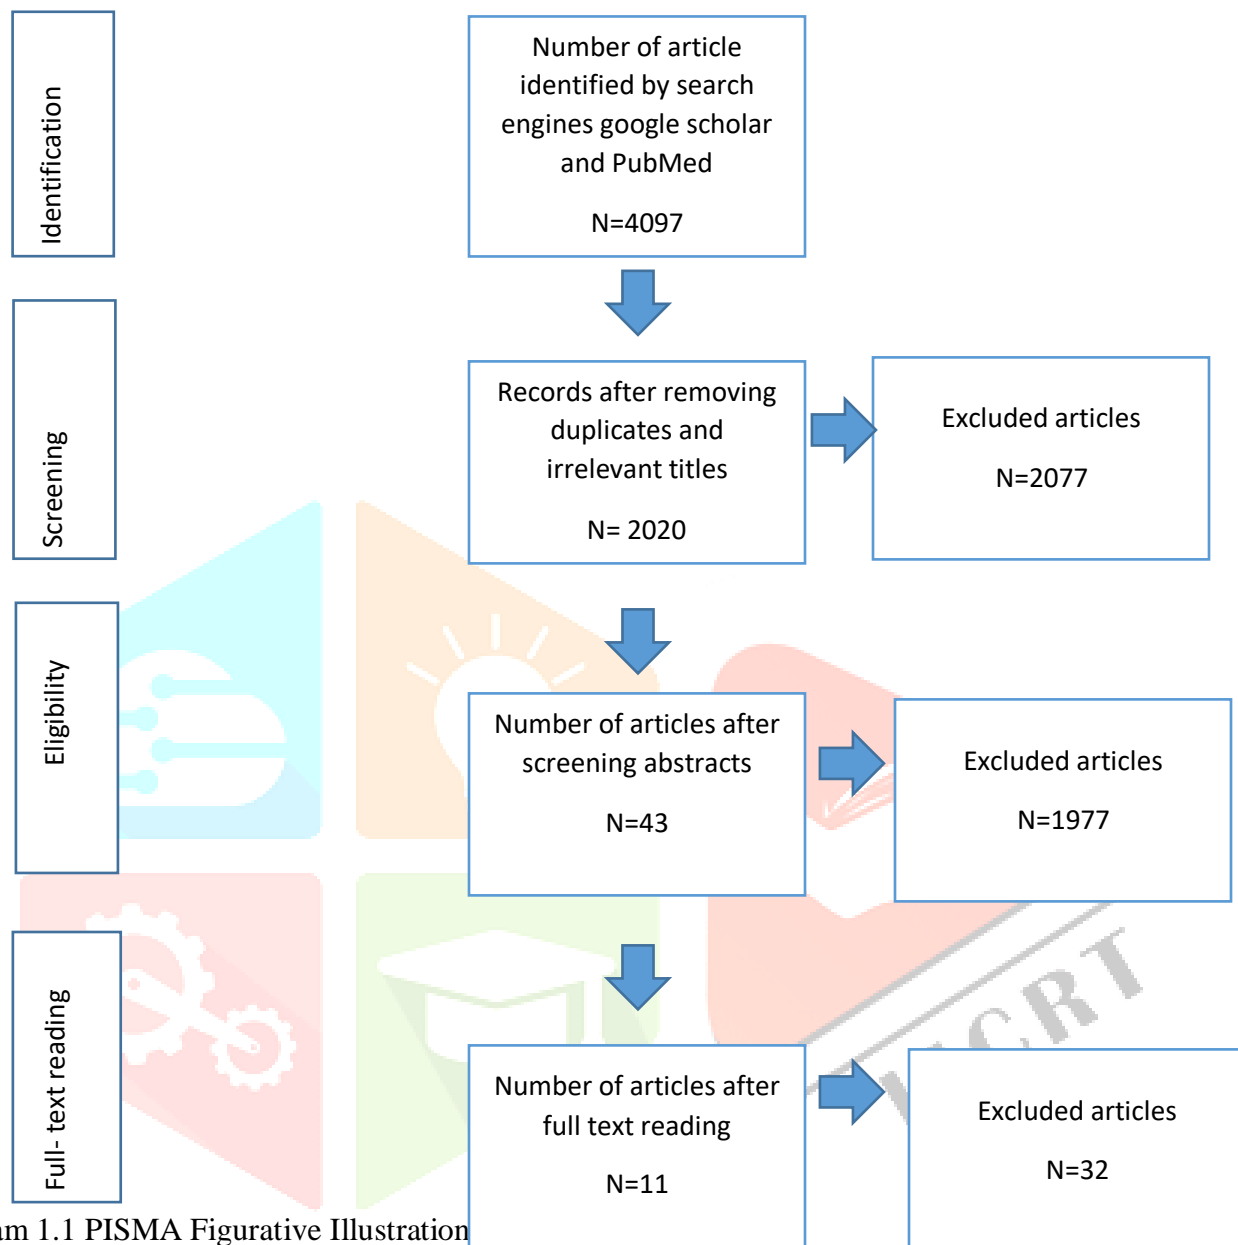 Identification
Number of article
identified by search
engines google scholar
and PubMed
N=4097
Screening
Records after removing
duplicates and
irrelevant titles
N= 2020
Excluded articles
N=2077
Eligibility
Number of articles after
screening abstracts
N=43
Excluded articles
N=1977
Full- text reading
Number of articles after
full text reading
N=11
Excluded articles
N=32
1.1 PISMA Figurative Illustration